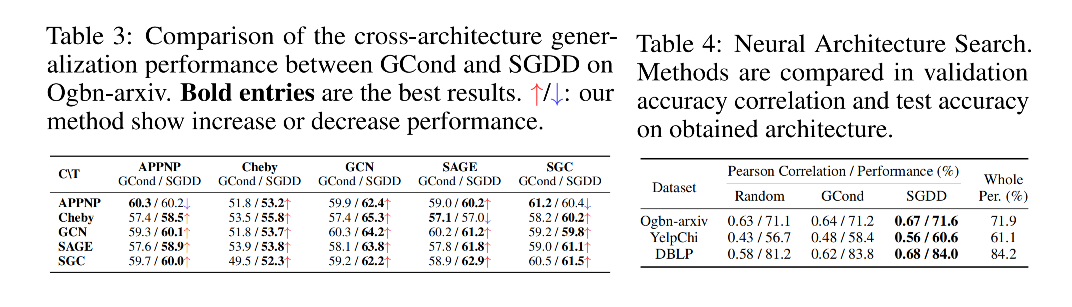 Table 3: Comparison of the cross-architecture gener-
alization performance between GCond and SGDD on
Ogbn-arxiv. Bold entries are the best results. ↑/↓: our
method show increase or decrease performance.
C\T APPNP Cheby GCN SAGE SGC
GCond / SGDD GCond / SGDD GCond / SGDD GCond / SGDD GCond / SGDD
APPNP 60.3 / 60.2↓ 51.8 / 53.2↑ 59.9 / 62.4↑ 59.0 / 60.2↑ 61.2 / 60.4↓
Cheby 57.4 / 58.5↑ 53.5 / 55.8↑ 57.4 / 65.3↑ 57.1 / 57.0↓ 58.2 / 60.2↑
GCN 59.3 / 60.1↑ 51.8 / 53.7↑ 60.3 / 64.2↑ 60.2 / 61.2↑ 59.2 / 59.8↑
SAGE 57.6 / 58.9↑ 53.9 / 53.8↑ 58.1 / 63.8↑ 57.8 / 61.8↑ 59.0 / 61.1↑
SGC 59.7 / 60.0↑ 49.5 / 52.3↑ 59.2 / 62.2↑ 58.9 / 62.9↑ 60.5 / 61.5↑
Table 4: Neural Architecture Search.
Methods are compared in validation
accuracy correlation and test accuracy
on obtained architecture.
Dataset Pearson Correlation / Performance (%) Whole
Random GCond SGDD Per. (%)
Ogbn-arxiv 0.63 / 71.1 0.64 / 71.2 0.67 / 71.6 71.9
YelpChi 0.43 / 56.7 0.48 / 58.4 0.56 / 60.6 61.1
DBLP 0.58 / 81.2 0.62 / 83.8 0.68 / 84.0 84.2